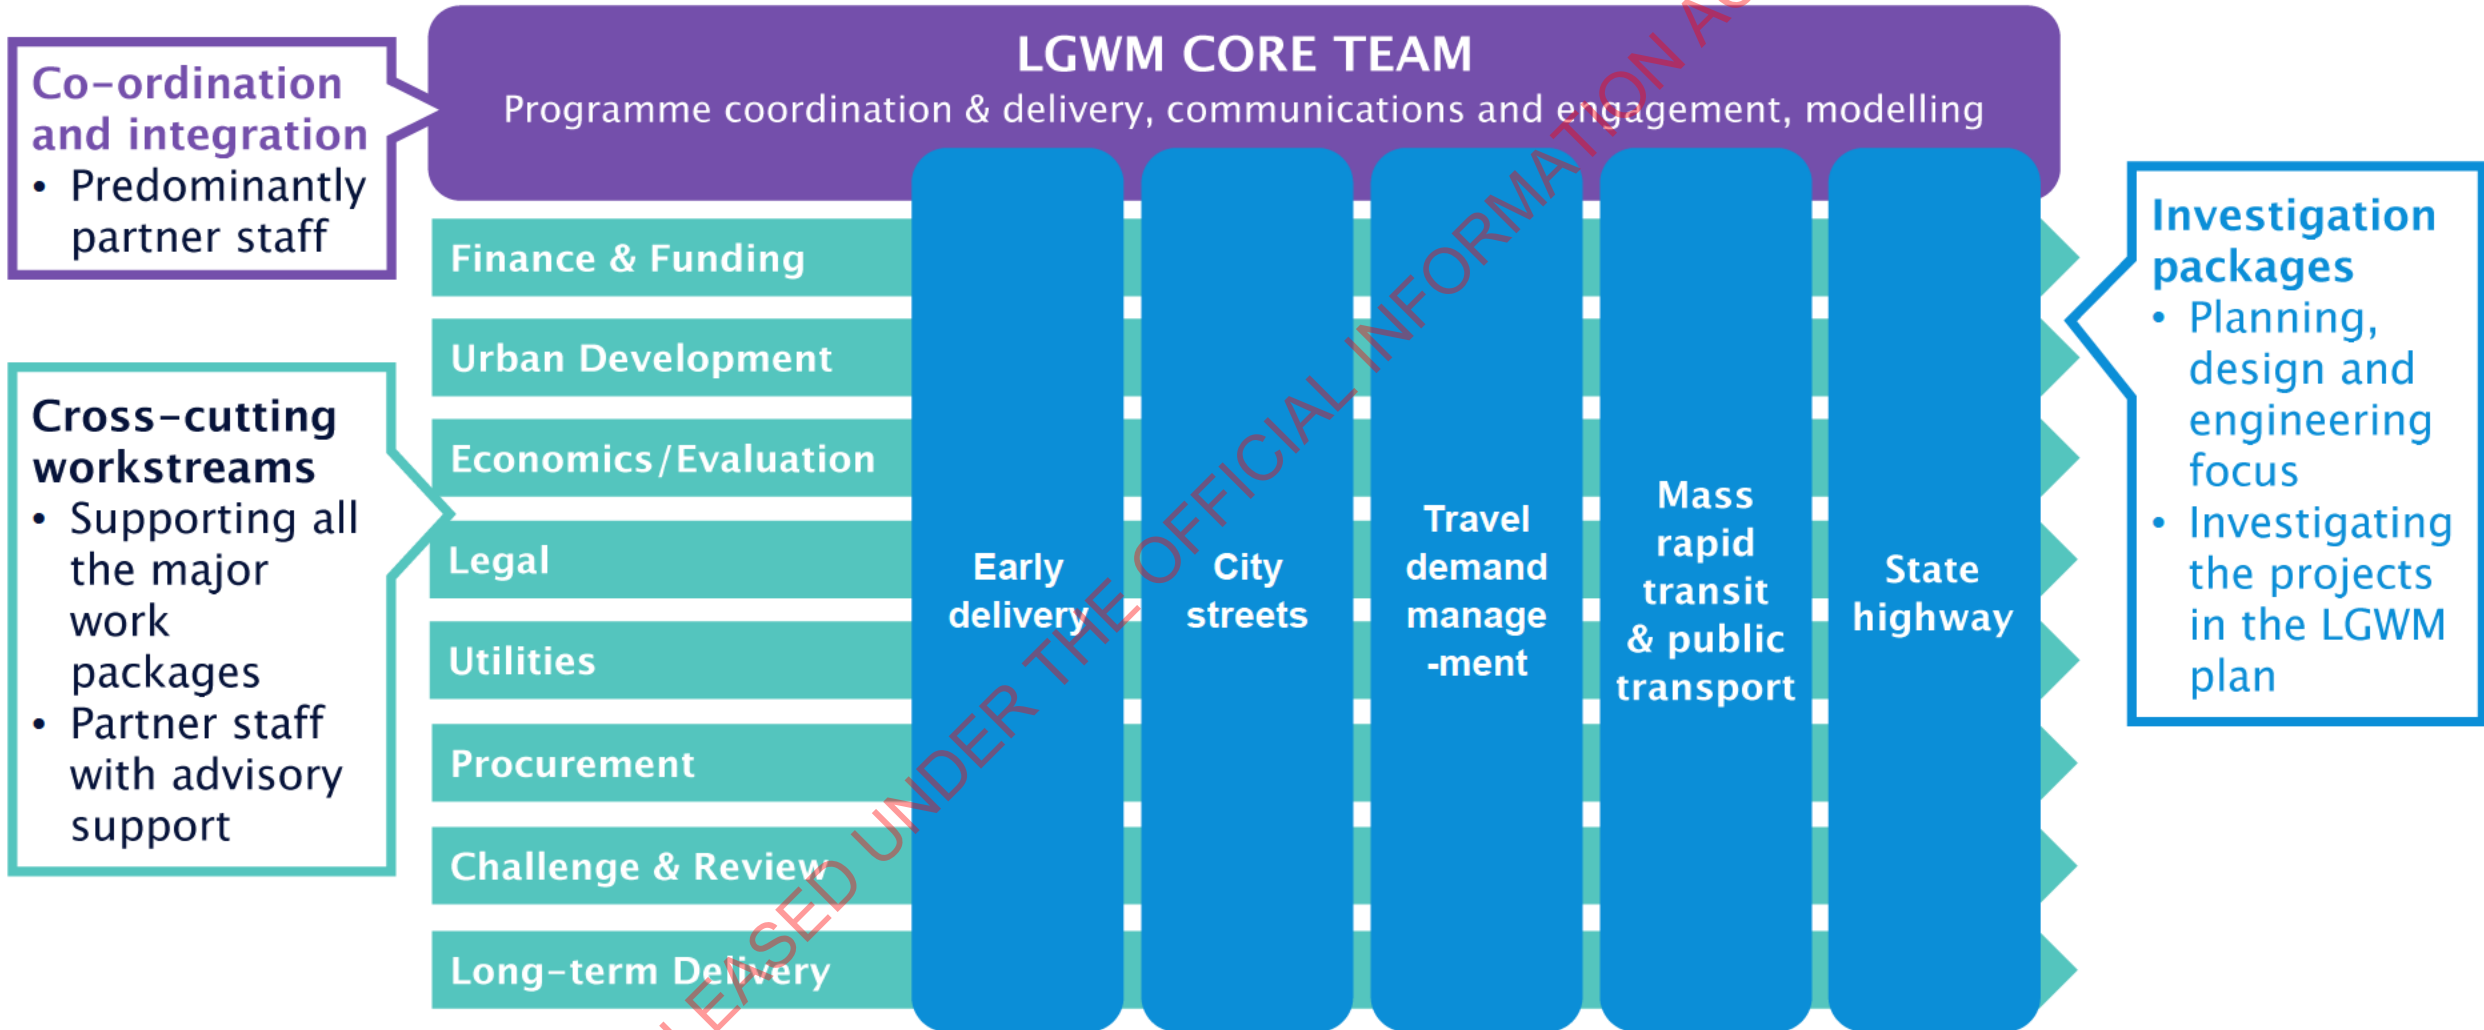 LGWM CORE TEAM
Programme coordination & delivery, communications and engagement, modelling
Co-ordination
and integration
• Predominantly
partner staff
Cross-cutting
workstreams
• Supporting all
the major
work
packages
• Partner staff
with advisory
support
Finance & Funding
Urban Development
Economics/Evaluation
Legal
Utilities
Procurement
Challenge & Review
Long-term Delivery
Early
delivery
City
streets
Travel
demand
manage
-ment
Mass
rapid
transit
& public
transport
State
highway
Investigation
packages
• Planning,
design and
engineering
focus
• Investigating
the projects
in the LGWM
plan
UNDER THE OFFICIAL INFORMATION